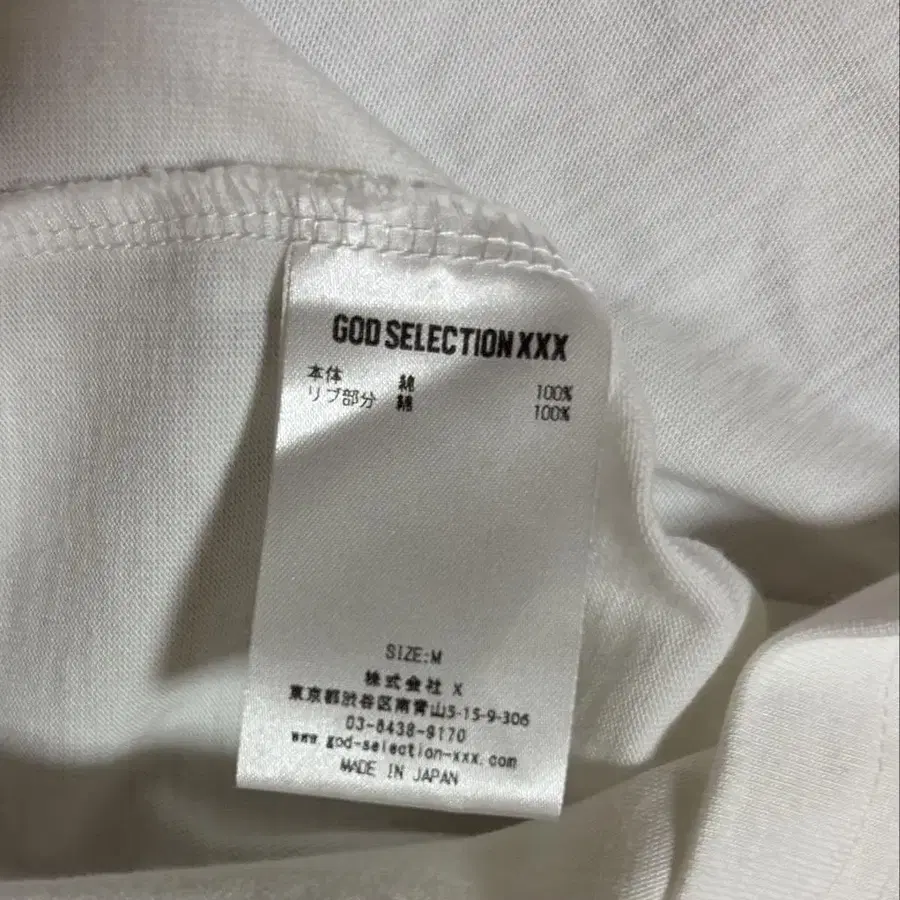 GOD SELECTION XXX
本体 綿 100%
リブ部分 綿 100%
SIZE:M
株式会社 X
東京都渋谷区南青山5-15-9-306
03-8438-9170
www.god-selection-xxx.com
MADE IN JAPAN